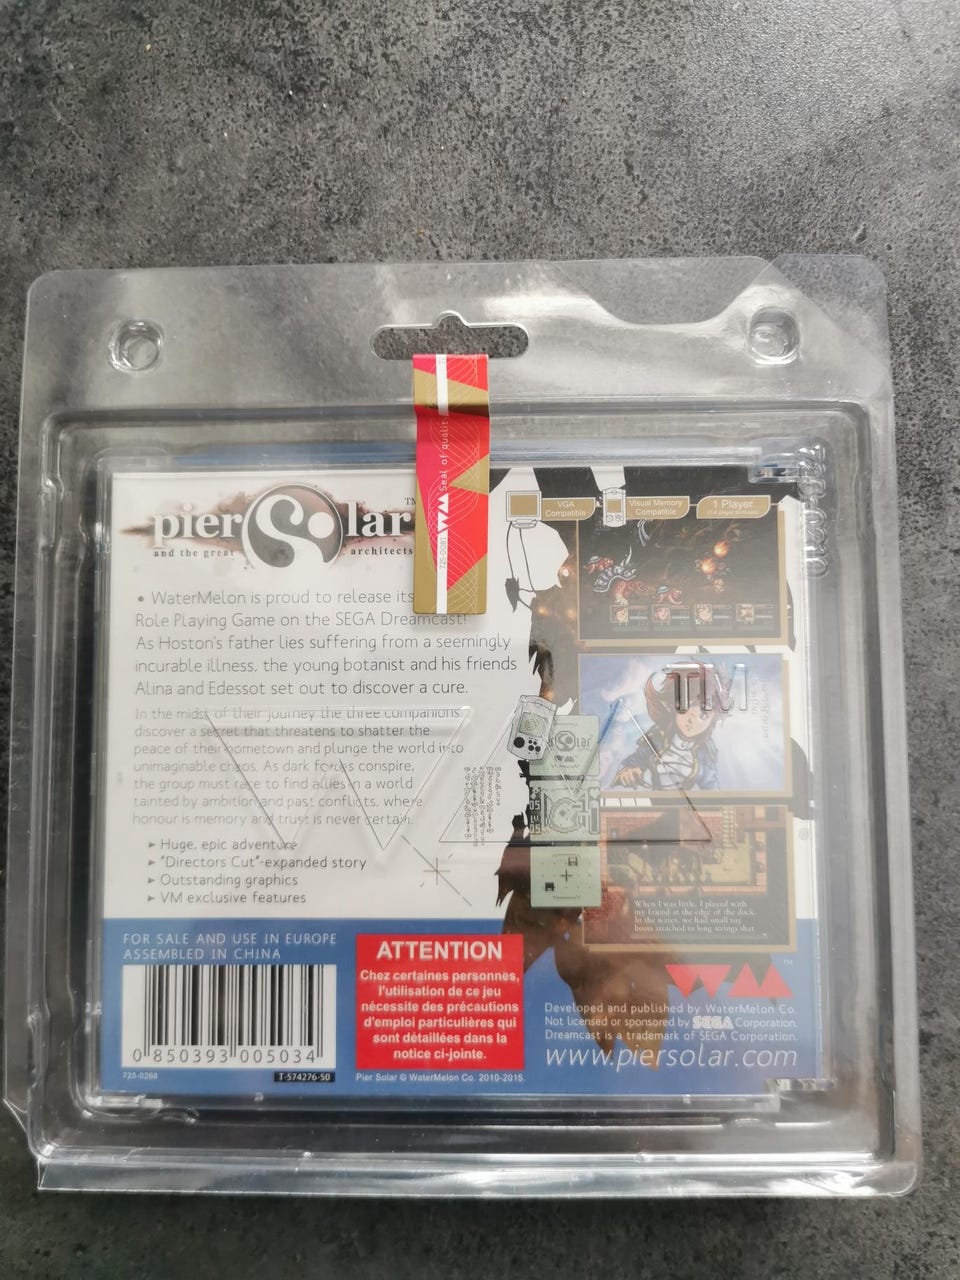 pier Solar TM
and the great architects
Seal of quality
WM
VGA
Compatible
Visual Memory
Compatible
1 Player
• WaterMelon is proud to release its
Role Playing Game on the SEGA Dreamcast!
As Hoston's father lies suffering from a seemingly
incurable illness, the young botanist and his friends
Alina and Edessot set out to discover a cure.
In the midst of their journey the three companions
discover a secret that threatens to shatter the
peace of their hometown and plunge the world into
unimaginable chaos. As dark forces conspire,
the group must race to find allies in a world
tainted by ambition and past conflicts, where
honour is memory and trust is never certain.
► Huge, epic adventure
► "Directors Cut"-expanded story
► Outstanding graphics
► VM exclusive features
TM
WM
When I was little, I played with
my friend at the edge of the dock.
In the water, we had small toy
boats attached to long strings that
FOR SALE AND USE IN EUROPE
ASSEMBLED IN CHINA
0 850393 005034
725-0268
T-574276-50
ATTENTION
Chez certaines personnes,
l'utilisation de ce jeu
nécessite des précautions
d'emploi particulières qui
sont détaillées dans la
notice ci-jointe.
Pier Solar © WaterMelon Co. 2010-2015.
WM TM
Developed and published by WaterMelon Co.
Not licensed or sponsored by SEGA Corporation.
Dreamcast is a trademark of SEGA Corporation.
www.piersolar.com